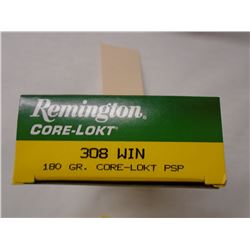 Remington
CORE-LOKT
308 WIN
180 GR. CORE-LOKT PSP